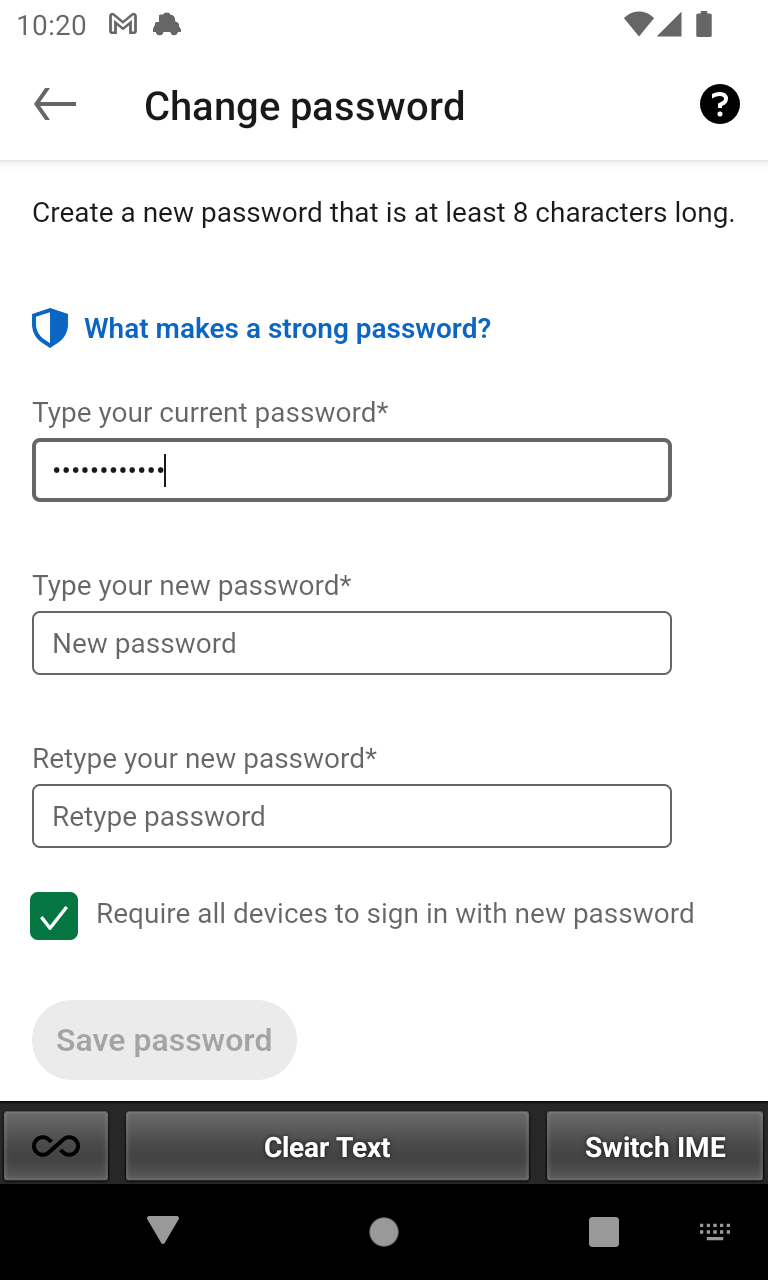 10:20
Change password
Create a new password that is at least 8 characters long.
What makes a strong password?
Type your current password*
••••••••••••
Type your new password*
New password
Retype your new password*
Retype password
Require all devices to sign in with new password
Save password
Clear Text
Switch IME